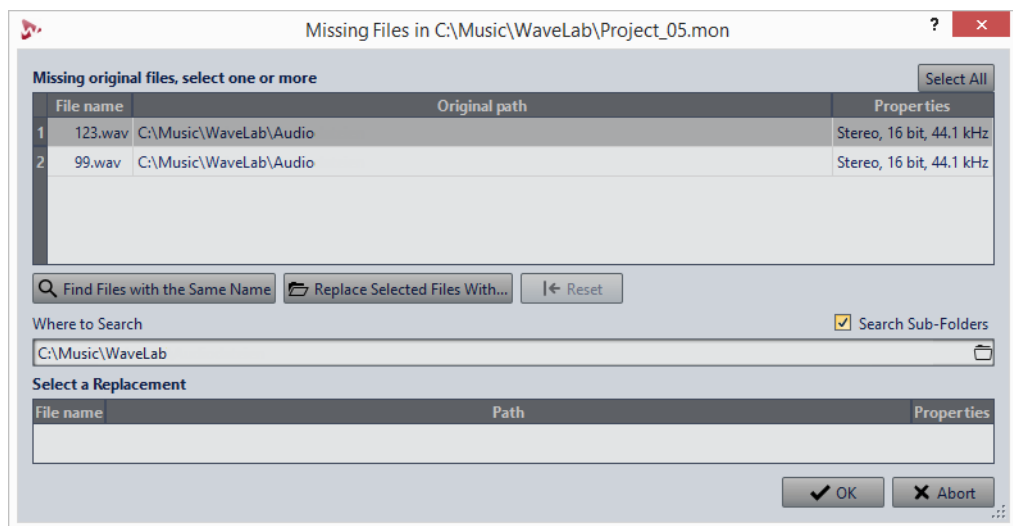 Missing Files in C:\Music\WaveLab\Project_05.mon ? ×
Missing original files, select one or more Select All
File name Original path Properties
1 123.wav C:\Music\WaveLab\Audio Stereo, 16 bit, 44.1 kHz
2 99.wav C:\Music\WaveLab\Audio Stereo, 16 bit, 44.1 kHz
Find Files with the Same Name Replace Selected Files With... Reset
Where to Search Search Sub-Folders
C:\Music\WaveLab
Select a Replacement
File name Path Properties
OK Abort